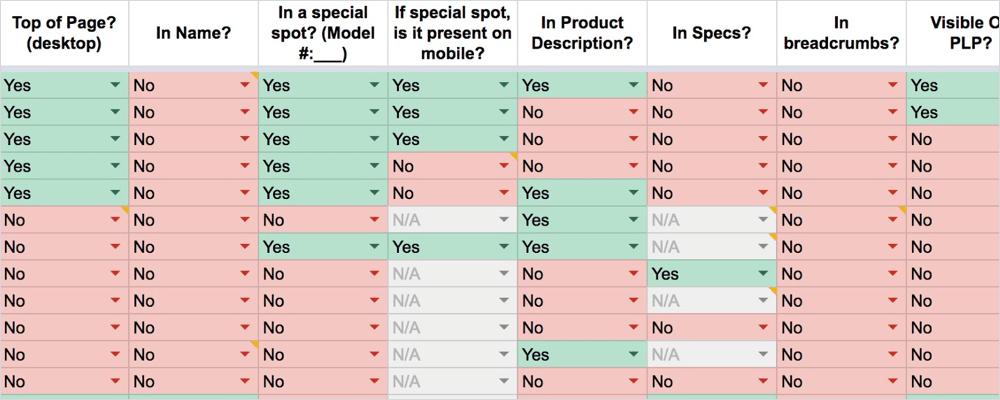 Top of Page? (desktop) In Name? In a special spot? (Model #:___) If special spot, is it present on mobile? In Product Description? In Specs? In breadcrumbs? Visible O PLP?
Yes No Yes Yes Yes No No Yes
Yes No Yes Yes No No No Yes
Yes No Yes Yes No No No No
Yes No Yes No No No No No
Yes No Yes No Yes No No No
No No No N/A Yes N/A No No
No No Yes Yes Yes N/A No No
No No No N/A No Yes No No
No No No N/A No N/A No No
No No No N/A No No No No
No No No N/A Yes N/A No No
No No No N/A No No No No